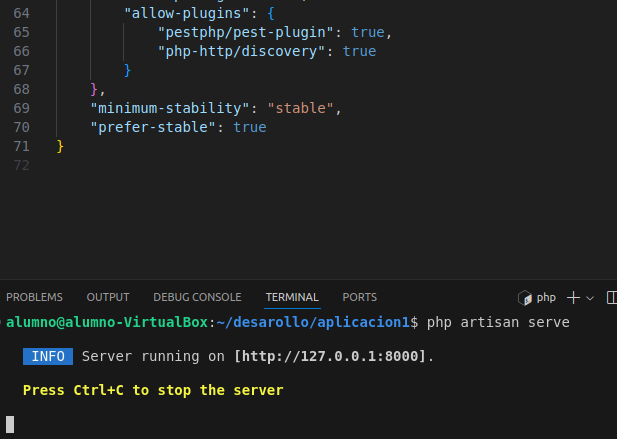 64 "allow-plugins": {
65 "pestphp/pest-plugin": true,
66 "php-http/discovery": true
67 }
68 },
69 "minimum-stability": "stable",
70 "prefer-stable": true
71 }
72
PROBLEMS OUTPUT DEBUG CONSOLE TERMINAL PORTS php
alumno@alumno-VirtualBox:~/desarollo/aplicacion1$ php artisan serve
INFO Server running on [http://127.0.0.1:8000].
Press Ctrl+C to stop the server